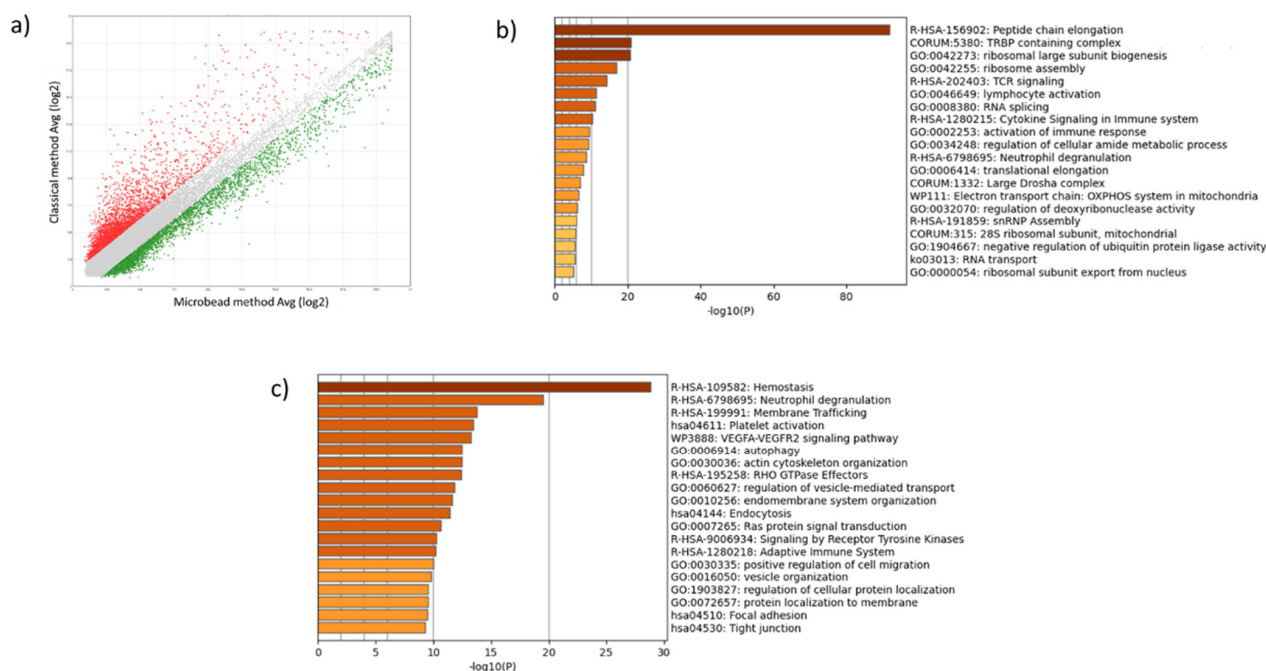 a)
Classical method Avg (log2)
Microbead method Avg (log2)
b)
R-HSA-156902: Peptide chain elongation
CORUM:5380: TRBP containing complex
GO:0042273: ribosomal large subunit biogenesis
GO:0042255: ribosome assembly
R-HSA-202403: TCR signaling
GO:0046649: lymphocyte activation
GO:0008380: RNA splicing
R-HSA-1280215: Cytokine Signaling in Immune system
GO:0002253: activation of immune response
GO:0034248: regulation of cellular amide metabolic process
R-HSA-6798695: Neutrophil degranulation
GO:0006414: translational elongation
CORUM:1332: Large Drosha complex
WP111: Electron transport chain: OXPHOS system in mitochondria
GO:0032070: regulation of deoxyribonuclease activity
R-HSA-191859: snRNP Assembly
CORUM:315: 28S ribosomal subunit, mitochondrial
GO:1904667: negative regulation of ubiquitin protein ligase activity
ko03013: RNA transport
GO:0000054: ribosomal subunit export from nucleus
0 20 40 60 80
-log10(P)
c)
R-HSA-109582: Hemostasis
R-HSA-6798695: Neutrophil degranulation
R-HSA-199991: Membrane Trafficking
hsa04611: Platelet activation
WP3888: VEGFA-VEGFR2 signaling pathway
GO:0006914: autophagy
GO:0030036: actin cytoskeleton organization
R-HSA-195258: RHO GTPase Effectors
GO:0060627: regulation of vesicle-mediated transport
GO:0010256: endomembrane system organization
hsa04144: Endocytosis
GO:0007265: Ras protein signal transduction
R-HSA-9006934: Signaling by Receptor Tyrosine Kinases
R-HSA-1280218: Adaptive Immune System
GO:0030335: positive regulation of cell migration
GO:0016050: vesicle organization
GO:1903827: regulation of cellular protein localization
GO:0072657: protein localization to membrane
hsa04510: Focal adhesion
hsa04530: Tight junction
0 5 10 15 20 25 30
-log10(P)